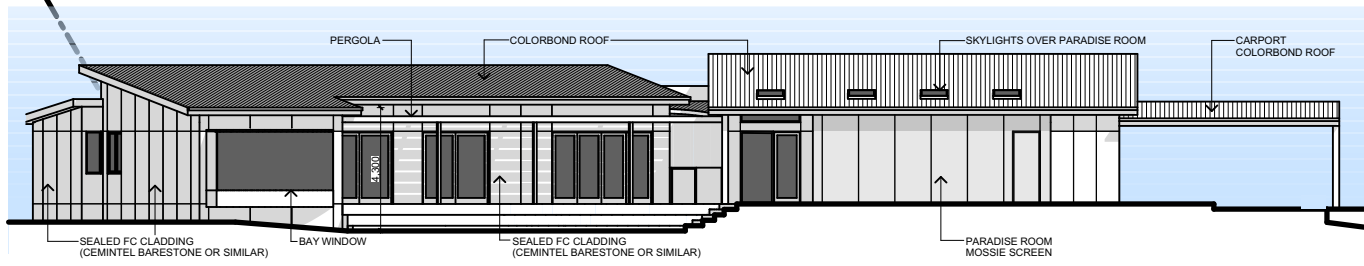 PERGOLA
COLORBOND ROOF
SKYLIGHTS OVER PARADISE ROOM
CARPORT
COLORBOND ROOF
4,300
SEALED FC CLADDING
(CEMINTEL BARESTONE OR SIMILAR)
BAY WINDOW
SEALED FC CLADDING
(CEMINTEL BARESTONE OR SIMILAR)
PARADISE ROOM
MOSSIE SCREEN